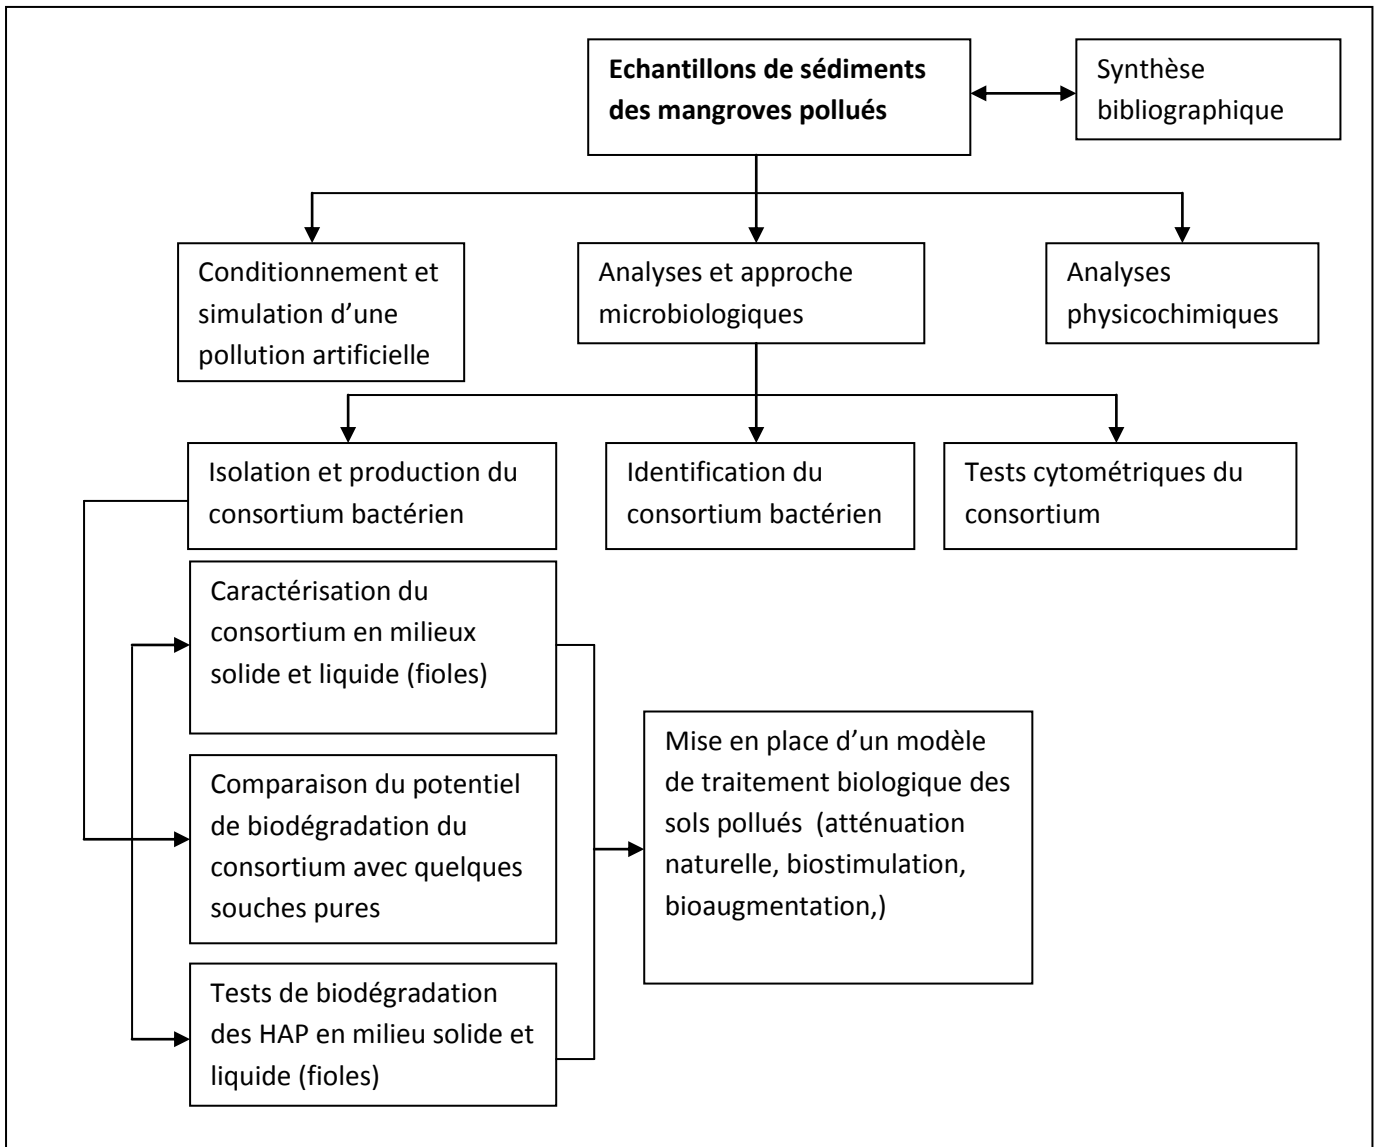 Echantillons de sédiments
des mangroves pollués
Synthèse
bibliographique
Conditionnement et
simulation d’une
pollution artificielle
Analyses et approche
microbiologiques
Analyses
physicochimiques
Isolation et production du
consortium bactérien
Identification du
consortium bactérien
Tests cytométriques du
consortium
Caractérisation du
consortium en milieux
solide et liquide (fioles)
Comparaison du potentiel
de biodégradation du
consortium avec quelques
souches pures
Tests de biodégradation
des HAP en milieu solide et
liquide (fioles)
Mise en place d’un modèle
de traitement biologique des
sols pollués  (atténuation
naturelle, biostimulation,
bioaugmentation,)